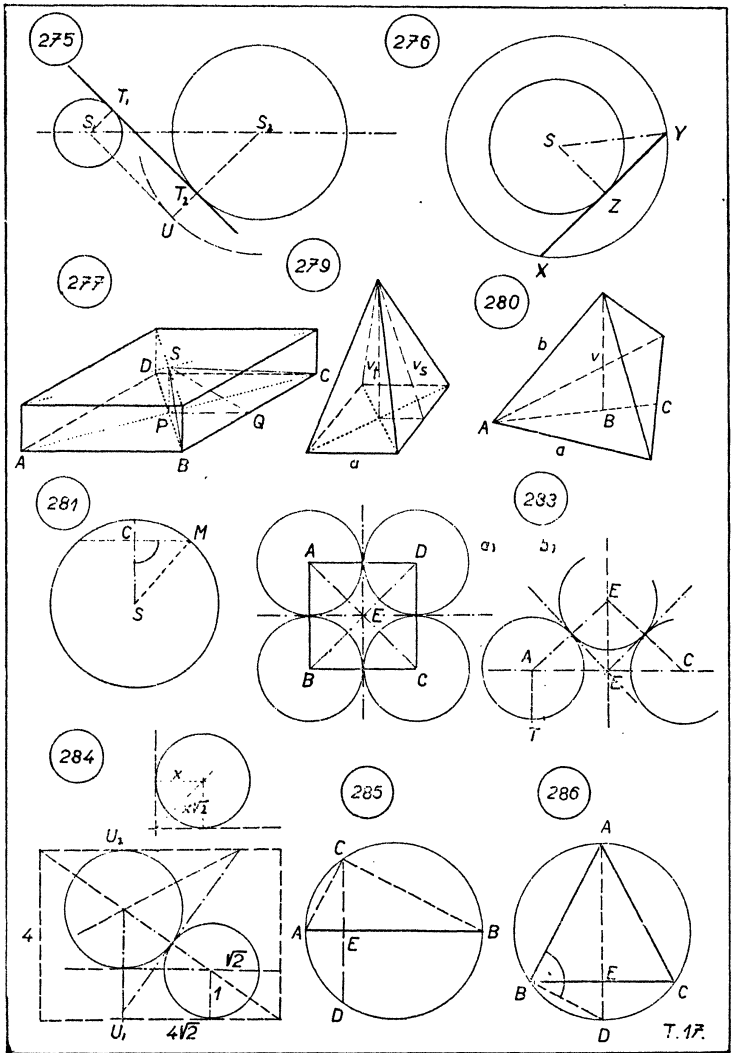 275
276
T₁
S₁
S₂
T₂
U
S
Y
Z
X
277
279
280
D
S
C
P
Q
A
B
v₁
v_s
a
b
v
A
B
C
a
281
283
C
M
S
A
D
E
B
C
a)
b)
E
A
C
E
T
284
285
286
x
x√2
U₂
4
√2
1
U₁
4√2
C
A
E
B
D
A
B
E
C
D
T.17.